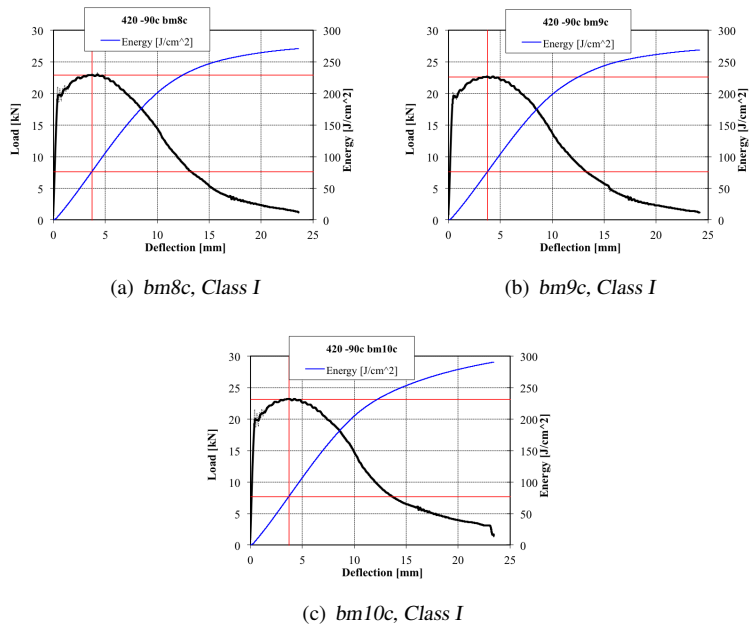 420 -90c bm8c
Energy [J/cm^2]
30
25
20
15
10
5
0
Load [kN]
300
250
200
150
100
50
0
Energy [J/cm^2]
0 5 10 15 20 25
Deflection [mm]
(a) bm8c, Class I
420 -90c bm9c
Energy [J/cm^2]
30
25
20
15
10
5
0
Load [kN]
300
250
200
150
100
50
0
Energy [J/cm^2]
0 5 10 15 20 25
Deflection [mm]
(b) bm9c, Class I
420 -90c bm10c
Energy [J/cm^2]
30
25
20
15
10
5
0
Load [kN]
300
250
200
150
100
50
0
Energy [J/cm^2]
0 5 10 15 20 25
Deflection [mm]
(c) bm10c, Class I